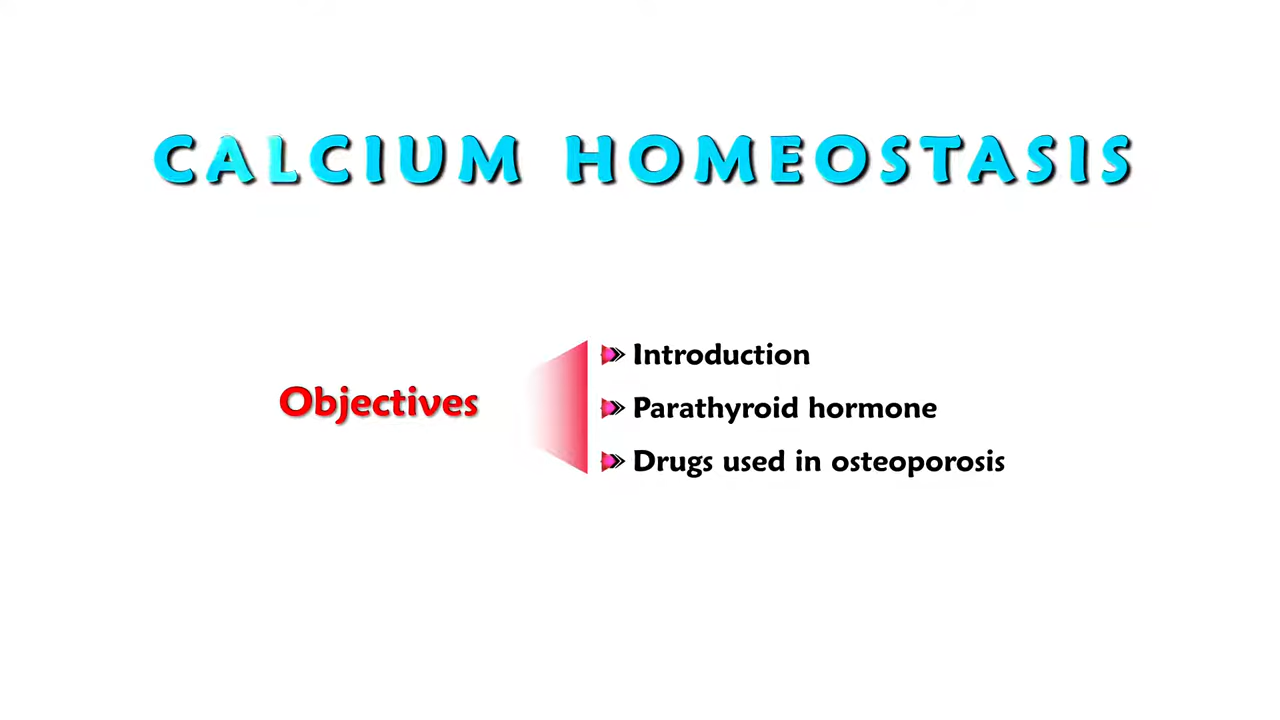 CALCIUM HOMEOSTASIS
Objectives
Introduction
Parathyroid hormone
Drugs used in osteoporosis